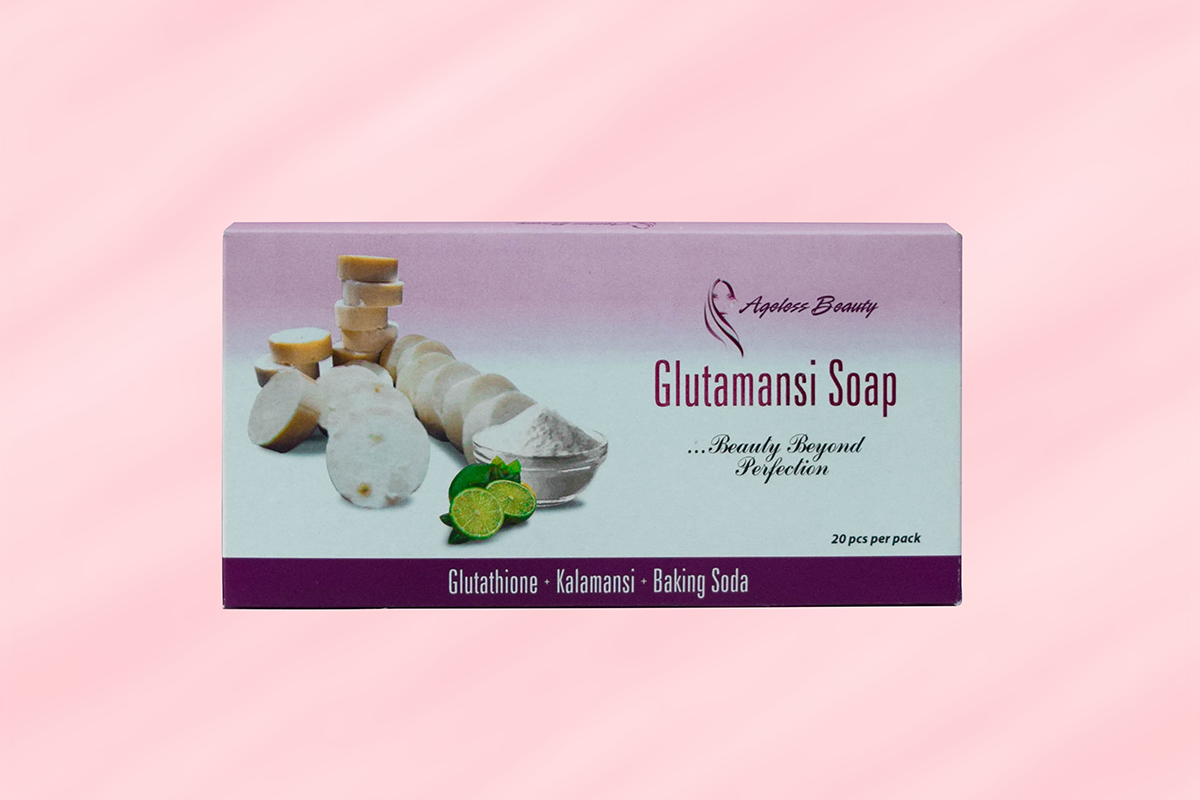 Ageless Beauty
Glutamansi Soap
...Beauty Beyond
Perfection
20 pcs per pack
Glutathione + Kalamansi + Baking Soda